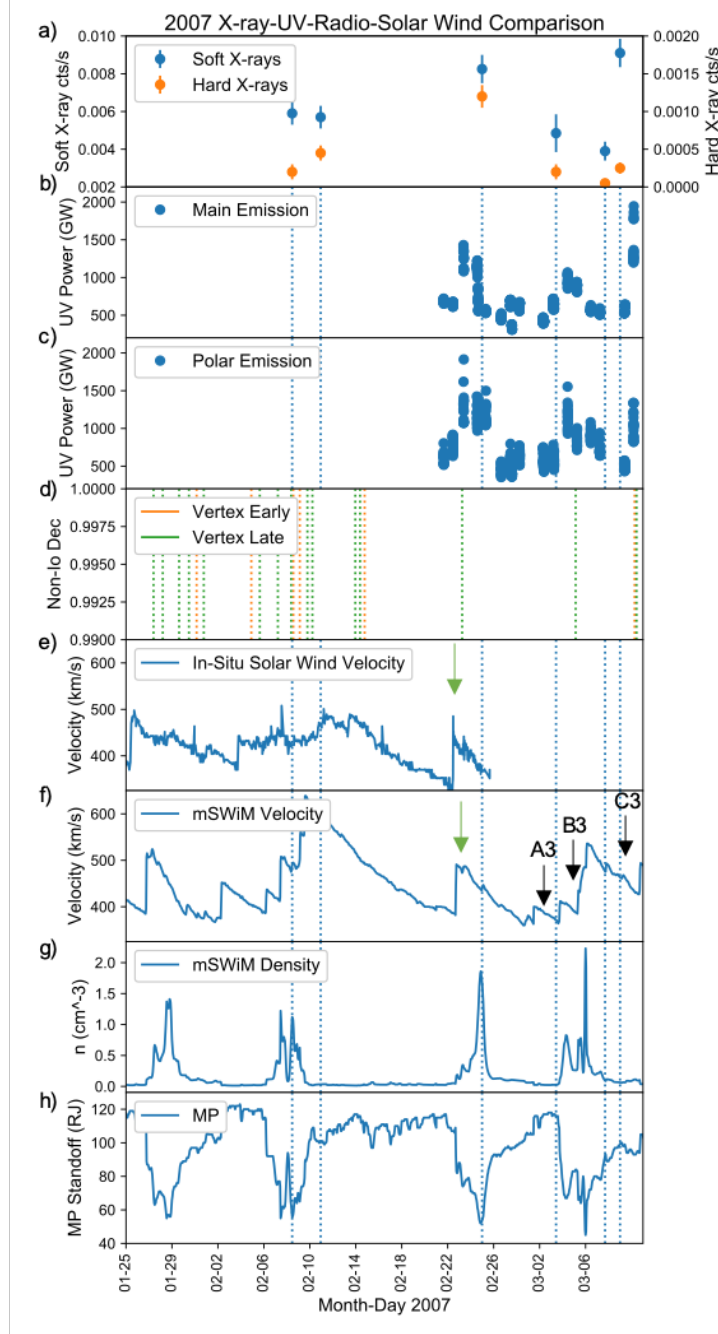 2007 X-ray-UV-Radio-Solar Wind Comparison
a)
0.010
0.008
0.006
0.004
0.002
Soft X-ray cts/s
Soft X-rays
Hard X-rays
0.0020
0.0015
0.0010
0.0005
0.0000
Hard X-ray cts/s
b)
2000
1500
1000
500
UV Power (GW)
Main Emission
c)
2000
1500
1000
500
UV Power (GW)
Polar Emission
d)
1.0000
0.9975
0.9950
0.9925
0.9900
Non-Io Dec
Vertex Early
Vertex Late
e)
600
500
400
Velocity (km/s)
In-Situ Solar Wind Velocity
f)
600
500
400
Velocity (km/s)
mSWiM Velocity
A3
B3
C3
g)
2.0
1.5
1.0
0.5
0.0
n (cm^-3)
mSWiM Density
h)
120
100
80
60
40
MP Standoff (RJ)
MP
01-25
01-29
02-02
02-06
02-10
02-14
02-18
02-22
02-26
03-02
03-06
Month-Day 2007